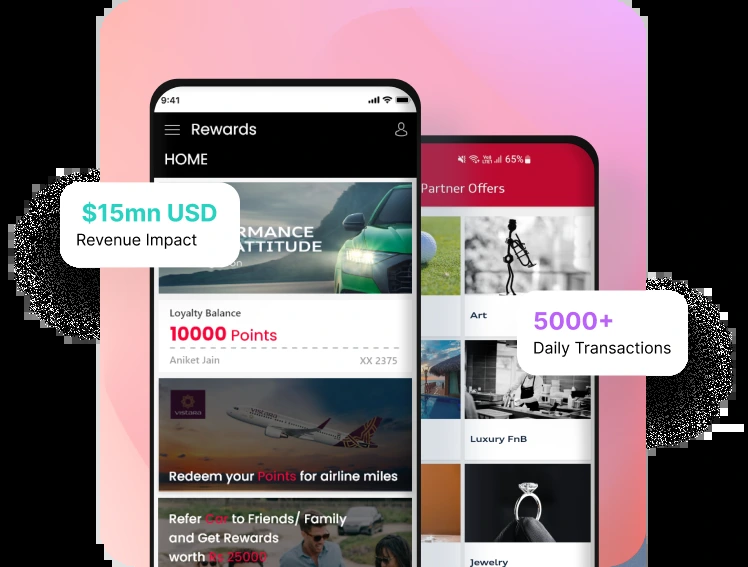 9:41
Rewards
HOME
$15mn USD
Revenue Impact
RMANCE
ATTITUDE
on
Loyalty Balance
10000 Points
Aniket Jain
XX 2375
VISTARA
Redeem your Points for airline miles
Refer Car to Friends/ Family
and Get Rewards
worth Rs 25000
65%
Partner Offers
Art
5000+
Daily Transactions
Luxury FnB
Jewelry